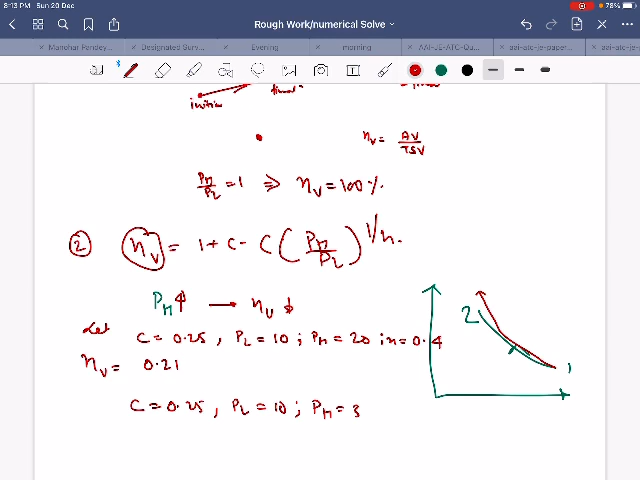 8:13 PM Sun 20 Dec
78%
Rough Work/numerical Solve
Manohar Pandey...
Designated Surv...
Evening
morning
AAI-JE-ATC-Qu...
aai-atc-je-paper...
aai-atc-je-...
initial
final
ηv = AV/TSV
PH/PL = 1 ⇒ ηv = 100%.
② ηv = 1 + C - C (PH/PL)^1/n.
PH ↑ → ηv ↓
Let
C = 0.25, PL = 10 ; PH = 20 ; n = 0.4
ηv = 0.21
C = 0.25, PL = 10 ; PH = 3
2
1